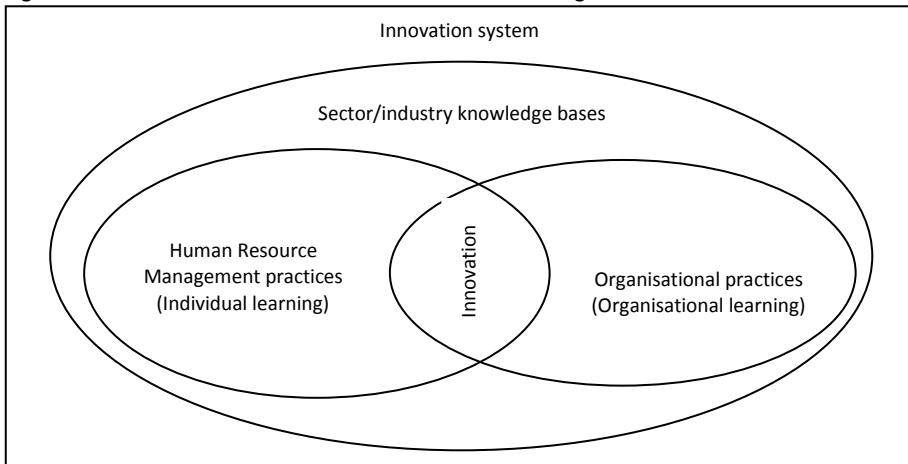 Innovation system
Sector/industry knowledge bases
Human Resource
Management practices
(Individual learning)
Innovation
Organisational practices
(Organisational learning)